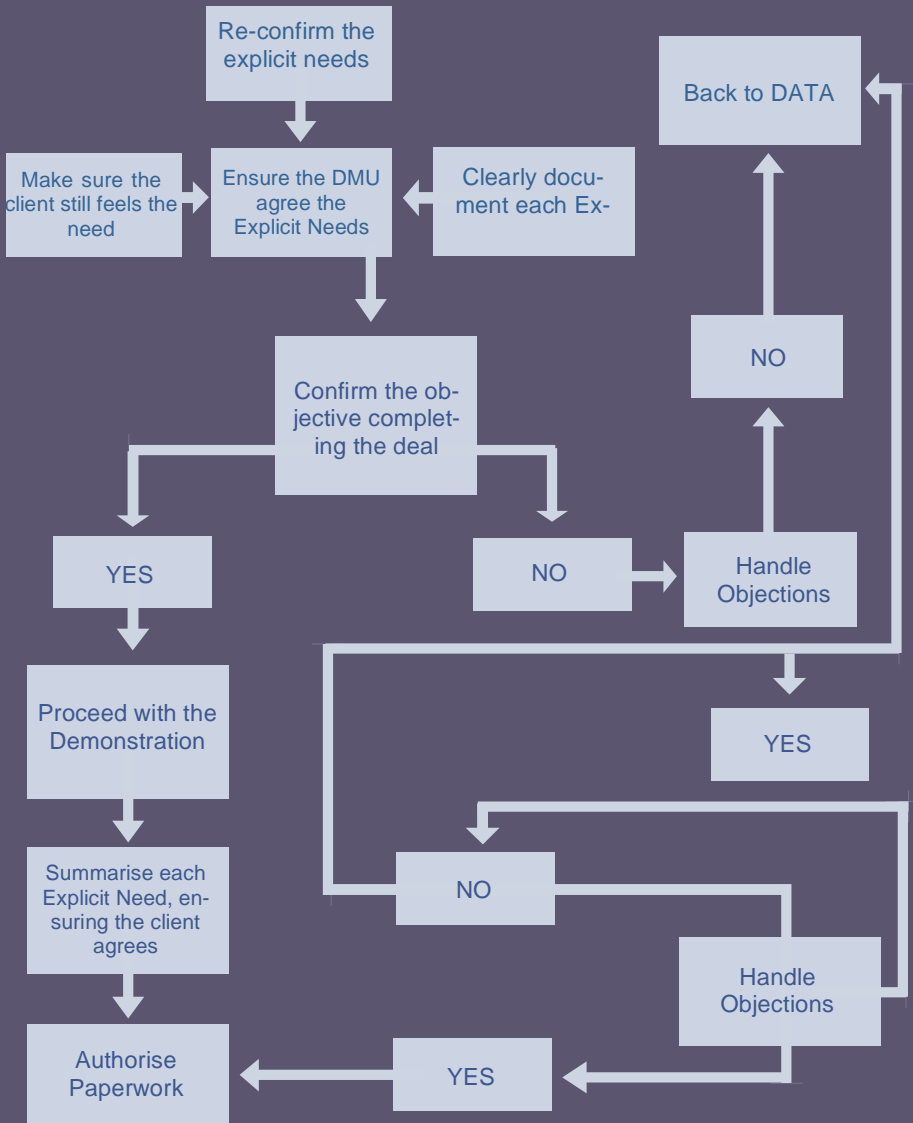 Re-confirm the
explicit needs
Back to DATA
Make sure the
client still feels the
need
Ensure the DMU
agree the
Explicit Needs
Clearly docu-
ment each Ex-
NO
Confirm the ob-
jective complet-
ing the deal
YES
NO
Handle
Objections
Proceed with the
Demonstration
YES
Summarise each
Explicit Need, en-
suring the client
agrees
NO
Handle
Objections
Authorise
Paperwork
YES